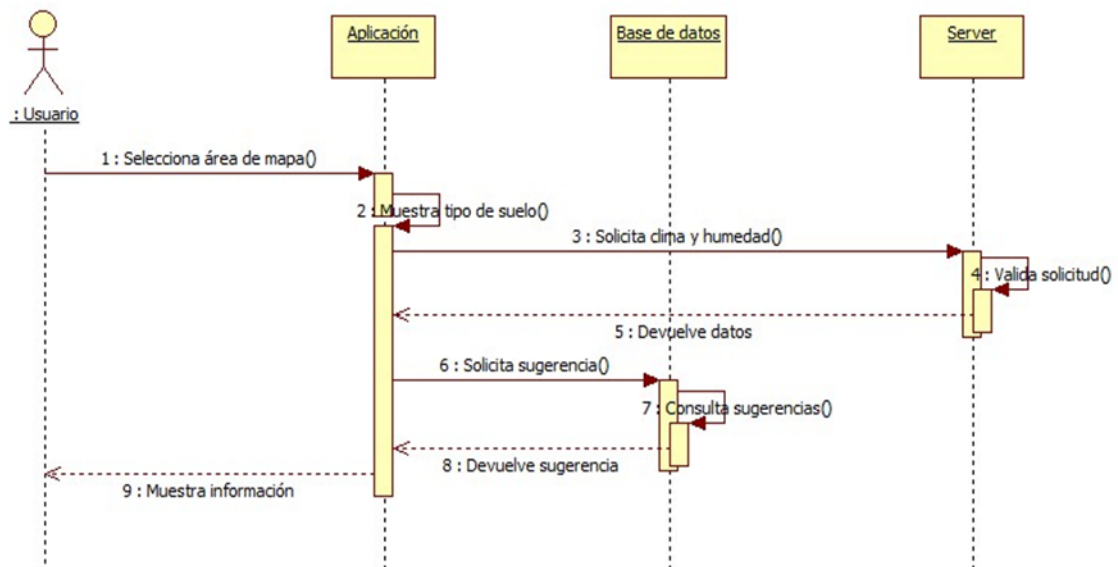 Aplicación
Base de datos
Server
: Usuario
1 : Selecciona área de mapa()
2 : Muestra tipo de suelo()
3 : Solicita clima y humedad()
4 : Valida solicitud()
5 : Devuelve datos
6 : Solicita sugerencia()
7 : Consulta sugerencias()
8 : Devuelve sugerencia
9 : Muestra información